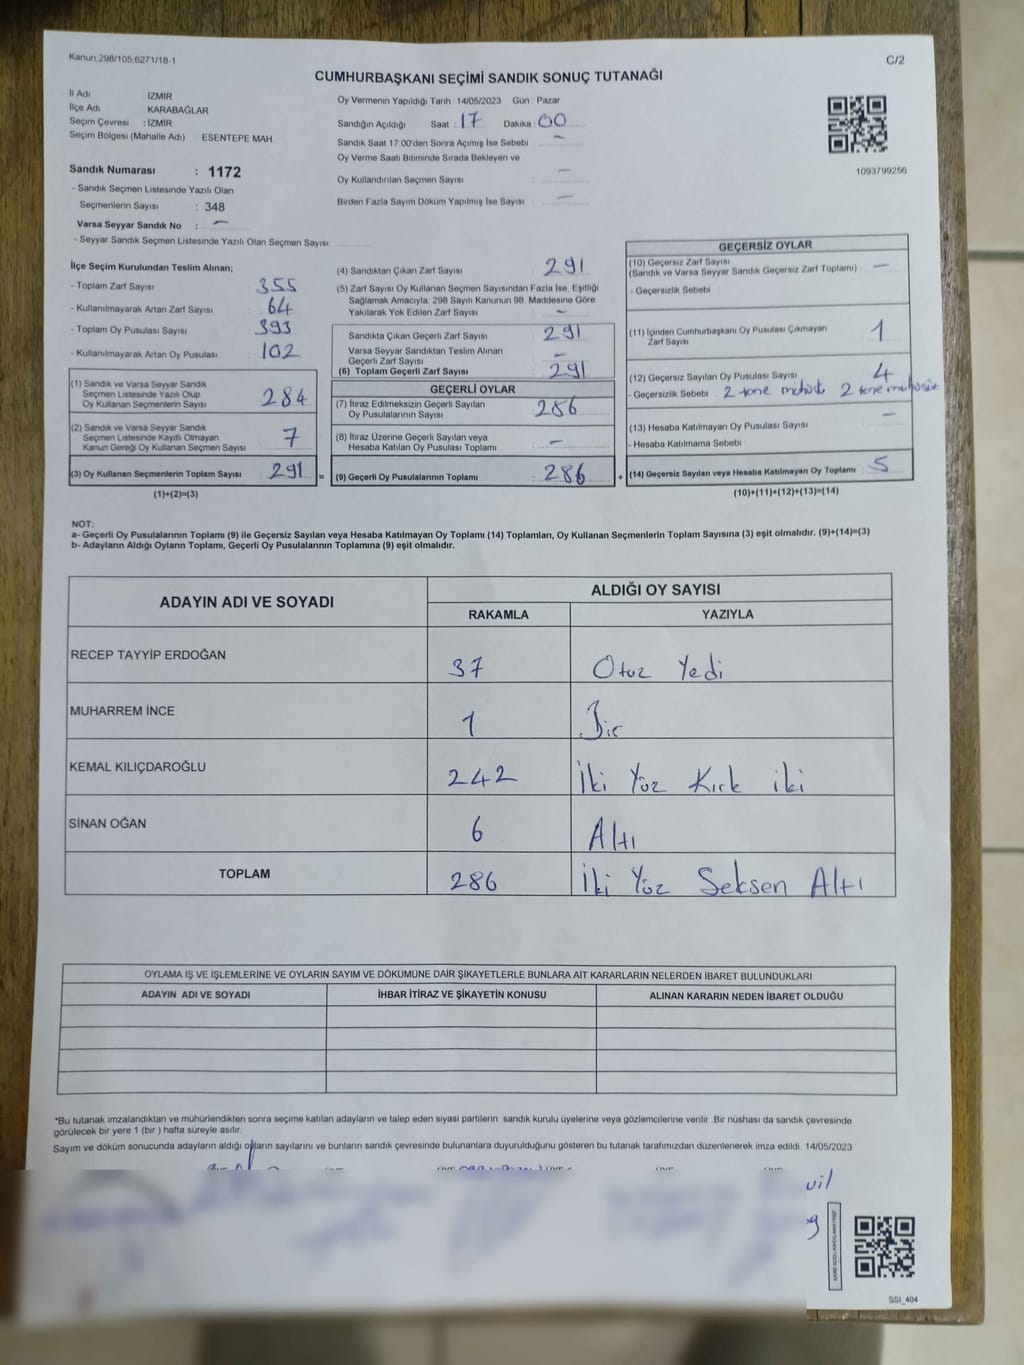 Kanun,298/105,6271/18-1
C/2
CUMHURBAŞKANI SEÇİMİ SANDIK SONUÇ TUTANAĞI
İl Adı İZMİR
İlçe Adı KARABAĞLAR
Seçim Çevresi : İZMİR
Seçim Bölgesi (Mahalle Adı) ESENTEPE MAH.
Sandık Numarası : 1172
- Sandık Seçmen Listesinde Yazılı Olan
Seçmenlerin Sayısı : 348
Varsa Seyyar Sandık No : -
- Seyyar Sandık Seçmen Listesinde Yazılı Olan Seçmen Sayısı
Oy Vermenin Yapıldığı Tarih 14/05/2023 Gün Pazar
Sandığın Açıldığı Saat : 17 Dakika : 00
Sandık Saat 17:00'den Sonra Açımış İse Sebebi : -
Oy Verme Saati Bitiminde Sırada Bekleyen ve
Oy Kullandırılan Seçmen Sayısı : -
Birden Fazla Sayım Döküm Yapılmış İse Sayısı : -
1093799256
İlçe Seçim Kurulundan Teslim Alınan;
- Toplam Zarf Sayısı : 355
- Kullanılmayarak Artan Zarf Sayısı : 64
- Toplam Oy Pusulası Sayısı : 393
- Kullanılmayarak Artan Oy Pusulası : 102
(1) Sandık ve Varsa Seyyar Sandık
Seçmen Listesinde Yazılı Olup
Oy Kullanan Seçmenlerin Sayısı : 284
(2) Sandık ve Varsa Seyyar Sandık
Seçmen Listesinde Kayıtlı Olmayan
Kanun Gereği Oy Kullanan Seçmen Sayısı : 7
(3) Oy Kullanan Seçmenlerin Toplam Sayısı : 291 =
(1)+(2)=(3)
(4) Sandıktan Çıkan Zarf Sayısı : 291
(5) Zarf Sayısı Oy Kullanan Seçmen Sayısından Fazla İse, Eşitliği
Sağlamak Amacıyla; 298 Sayılı Kanunun 98. Maddesine Göre
Yakılarak Yok Edilen Zarf Sayısı : -
Sandıkta Çıkan Geçerli Zarf Sayısı : 291
Varsa Seyyar Sandıktan Teslim Alınan
Geçerli Zarf Sayısı : -
(6) Toplam Geçerli Zarf Sayısı : 291
GEÇERLİ OYLAR
(7) İtiraz Edilmeksizin Geçerli Sayılan
Oy Pusulalarının Sayısı : 286
(8) İtiraz Üzerine Geçerli Sayılan veya
Hesaba Katılan Oy Pusulası Toplamı : -
(9) Geçerli Oy Pusulalarının Toplamı : 286 +
GEÇERSİZ OYLAR
(10) Geçersiz Zarf Sayısı
(Sandık ve Varsa Seyyar Sandık Geçersiz Zarf Toplamı) : -
- Geçersizlik Sebebi
(11) İçinden Cumhurbaşkanı Oy Pusulası Çıkmayan
Zarf Sayısı 1
(12) Geçersiz Sayılan Oy Pusulası Sayısı 4
- Geçersizlik Sebebi 2 tane 2 tane
(13) Hesaba Katılmayan Oy Pusulası Sayısı -
- Hesaba Katılmama Sebebi
(14) Geçersiz Sayılan veya Hesaba Katılmayan Oy Toplamı : 5
(10)+(11)+(12)+(13)=(14)
NOT:
a- Geçerli Oy Pusulalarının Toplamı (9) ile Geçersiz Sayılan veya Hesaba Katılmayan Oy Toplamı (14) Toplamları, Oy Kullanan Seçmenlerin Toplam Sayısına (3) eşit olmalıdır. (9)+(14)=(3)
b- Adayların Aldığı Oyların Toplamı, Geçerli Oy Pusulalarının Toplamına (9) eşit olmalıdır.
ADAYIN ADI VE SOYADI ALDIĞI OY SAYISI
RAKAMLA YAZIYLA
RECEP TAYYİP ERDOĞAN 37 Otuz Yedi
MUHARREM İNCE 1 Bir
KEMAL KILIÇDAROĞLU 242 İki Yüz Kırk iki
SİNAN OĞAN 6 Altı
TOPLAM 286 İki Yüz Seksen Altı
OYLAMA İŞ VE İŞLEMLERİNE VE OYLARIN SAYIM VE DÖKÜMÜNE DAİR ŞİKAYETLERLE BUNLARA AİT KARARLARIN NELERDEN İBARET BULUNDUKLARI
ADAYIN ADI VE SOYADI İHBAR İTİRAZ VE ŞİKAYETİN KONUSU ALINAN KARARIN NEDEN İBARET OLDUĞU
*Bu tutanak imzalandıktan ve mühürlendikten sonra seçime katılan adayların ve talep eden siyasi partilerin sandık kurulu üyelerine veya gözlemcilerine verilir. Bir nüshası da sandık çevresinde
görülecek bir yere 1 (bir) hafta süreyle asılır
Sayım ve döküm sonucunda adayların aldığı oyların sayılarını ve bunların sandık çevresinde bulunanlara duyurulduğunu gösteren bu tutanak tarafımızdan düzenlenerek imza edildi. 14/05/2023
SSI_404